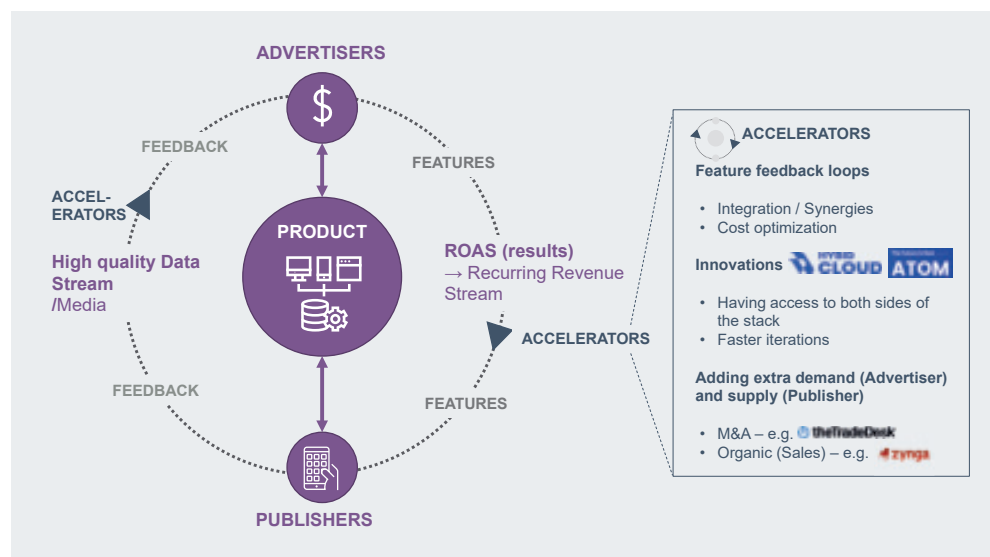 ADVERTISERS
$
FEEDBACK
FEATURES
ACCEL-
ERATORS
PRODUCT
High quality Data
Stream
/Media
ROAS (results)
→ Recurring Revenue
Stream
ACCELERATORS
FEEDBACK
FEATURES
PUBLISHERS
ACCELERATORS
Feature feedback loops
• Integration / Synergies
• Cost optimization
Innovations HYBID CLOUD ATOM
• Having access to both sides of
the stack
• Faster iterations
Adding extra demand (Advertiser)
and supply (Publisher)
• M&A – e.g. theTradeDesk
• Organic (Sales) – e.g. zynga